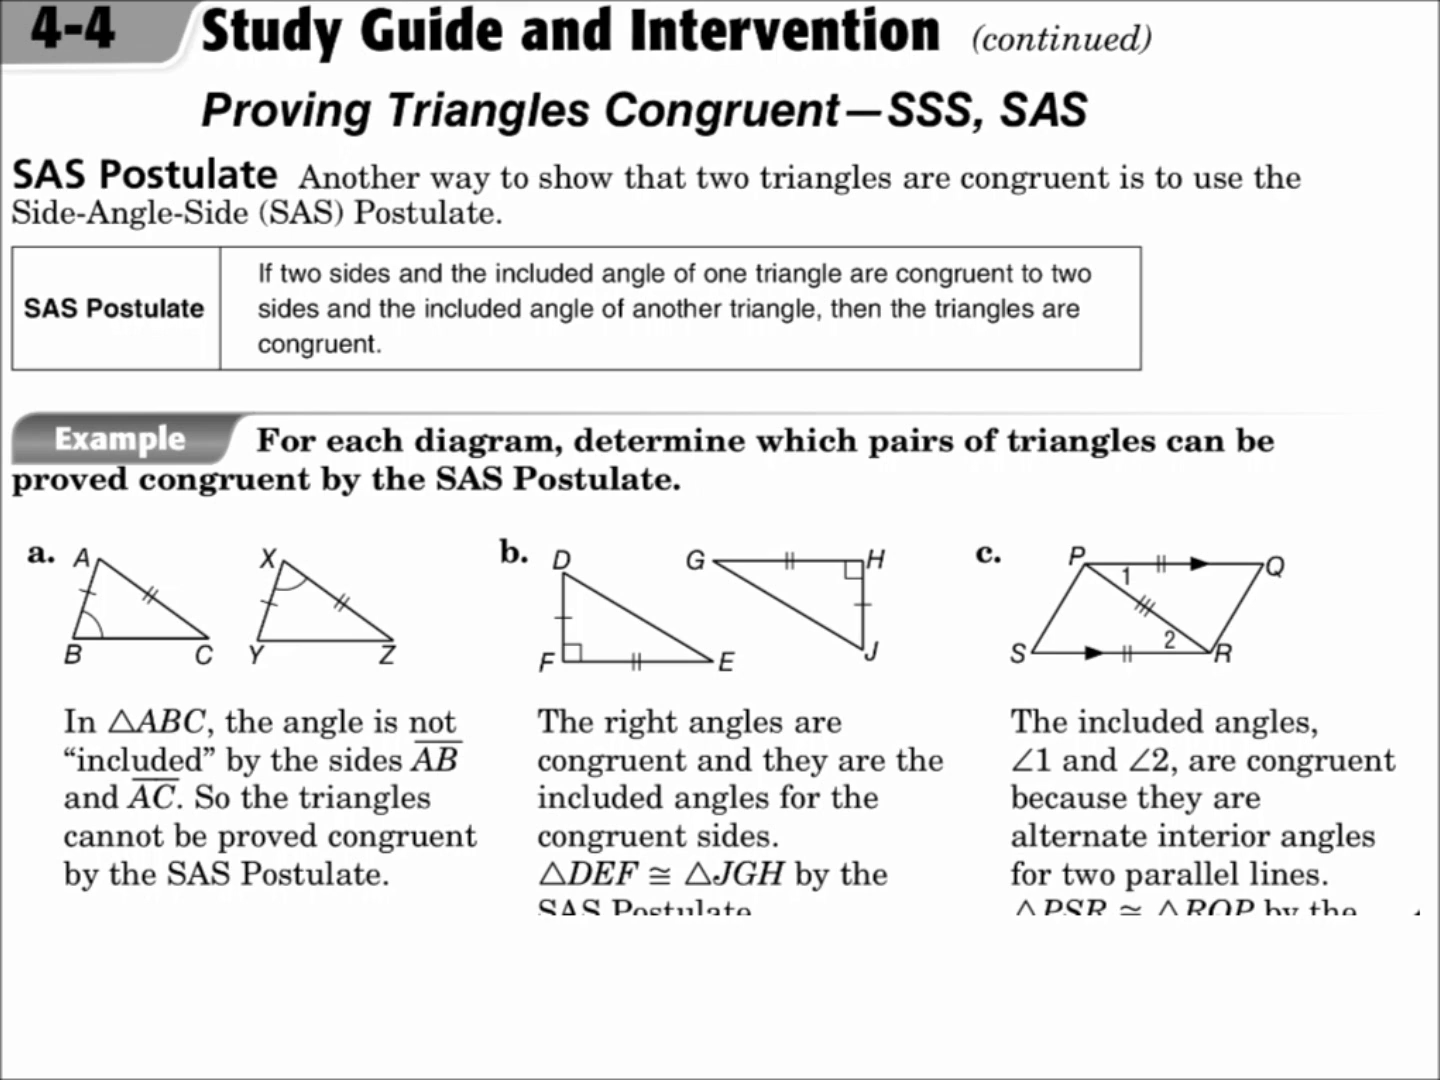 4-4 Study Guide and Intervention (continued)
Proving Triangles Congruent—SSS, SAS
SAS Postulate Another way to show that two triangles are congruent is to use the
Side-Angle-Side (SAS) Postulate.
SAS Postulate
If two sides and the included angle of one triangle are congruent to two
sides and the included angle of another triangle, then the triangles are
congruent.
Example For each diagram, determine which pairs of triangles can be
proved congruent by the SAS Postulate.
a.
A
B
C
X
Y
Z
In △ABC, the angle is not
“included” by the sides A̅B̅
and A̅C̅. So the triangles
cannot be proved congruent
by the SAS Postulate.
b.
D
F
E
G
H
J
The right angles are
congruent and they are the
included angles for the
congruent sides.
△DEF ≅ △JGH by the
SAS Postulate
c.
P
Q
1
2
S
R
The included angles,
∠1 and ∠2, are congruent
because they are
alternate interior angles
for two parallel lines.
△PSR ≅ △RQP by the